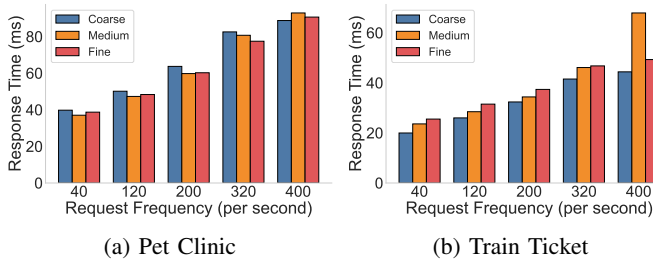 Response Time (ms)
80
60
40
20
0
Coarse
Medium
Fine
40 120 200 320 400
Request Frequency (per second)
(a) Pet Clinic
Response Time (ms)
60
40
20
0
Coarse
Medium
Fine
40 120 200 320 400
Request Frequency (per second)
(b) Train Ticket